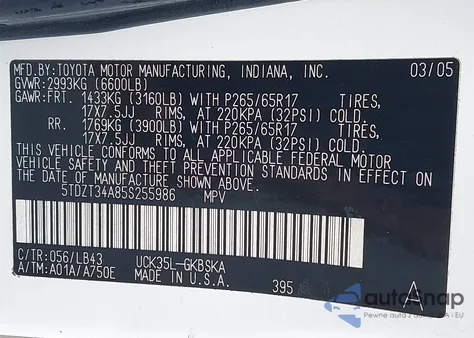 MFD.BY:TOYOTA MOTOR MANUFACTURING, INDIANA, INC. 03/05
GVWR:2993KG (6600LB)
GAWR:FRT. 1433KG (3160LB) WITH P265/65R17 TIRES,
17X7.5JJ RIMS, AT 220KPA (32PSI) COLD.
RR. 1769KG (3900LB) WITH P265/65R17 TIRES,
17X7.5JJ RIMS, AT 220KPA (32PSI) COLD.
THIS VEHICLE CONFORMS TO ALL APPLICABLE FEDERAL MOTOR
VEHICLE SAFETY AND THEFT PREVENTION STANDARDS IN EFFECT
ON THE DATE OF MANUFACTURE SHOWN ABOVE.
5TDZT34A85S255986 MPV
C/TR:056/LB43 UCK35L-GKBSKA
A/TM:A01A/A750E MADE IN U.S.A. 395 A
autoSnap
Pewne auta z USA i EU